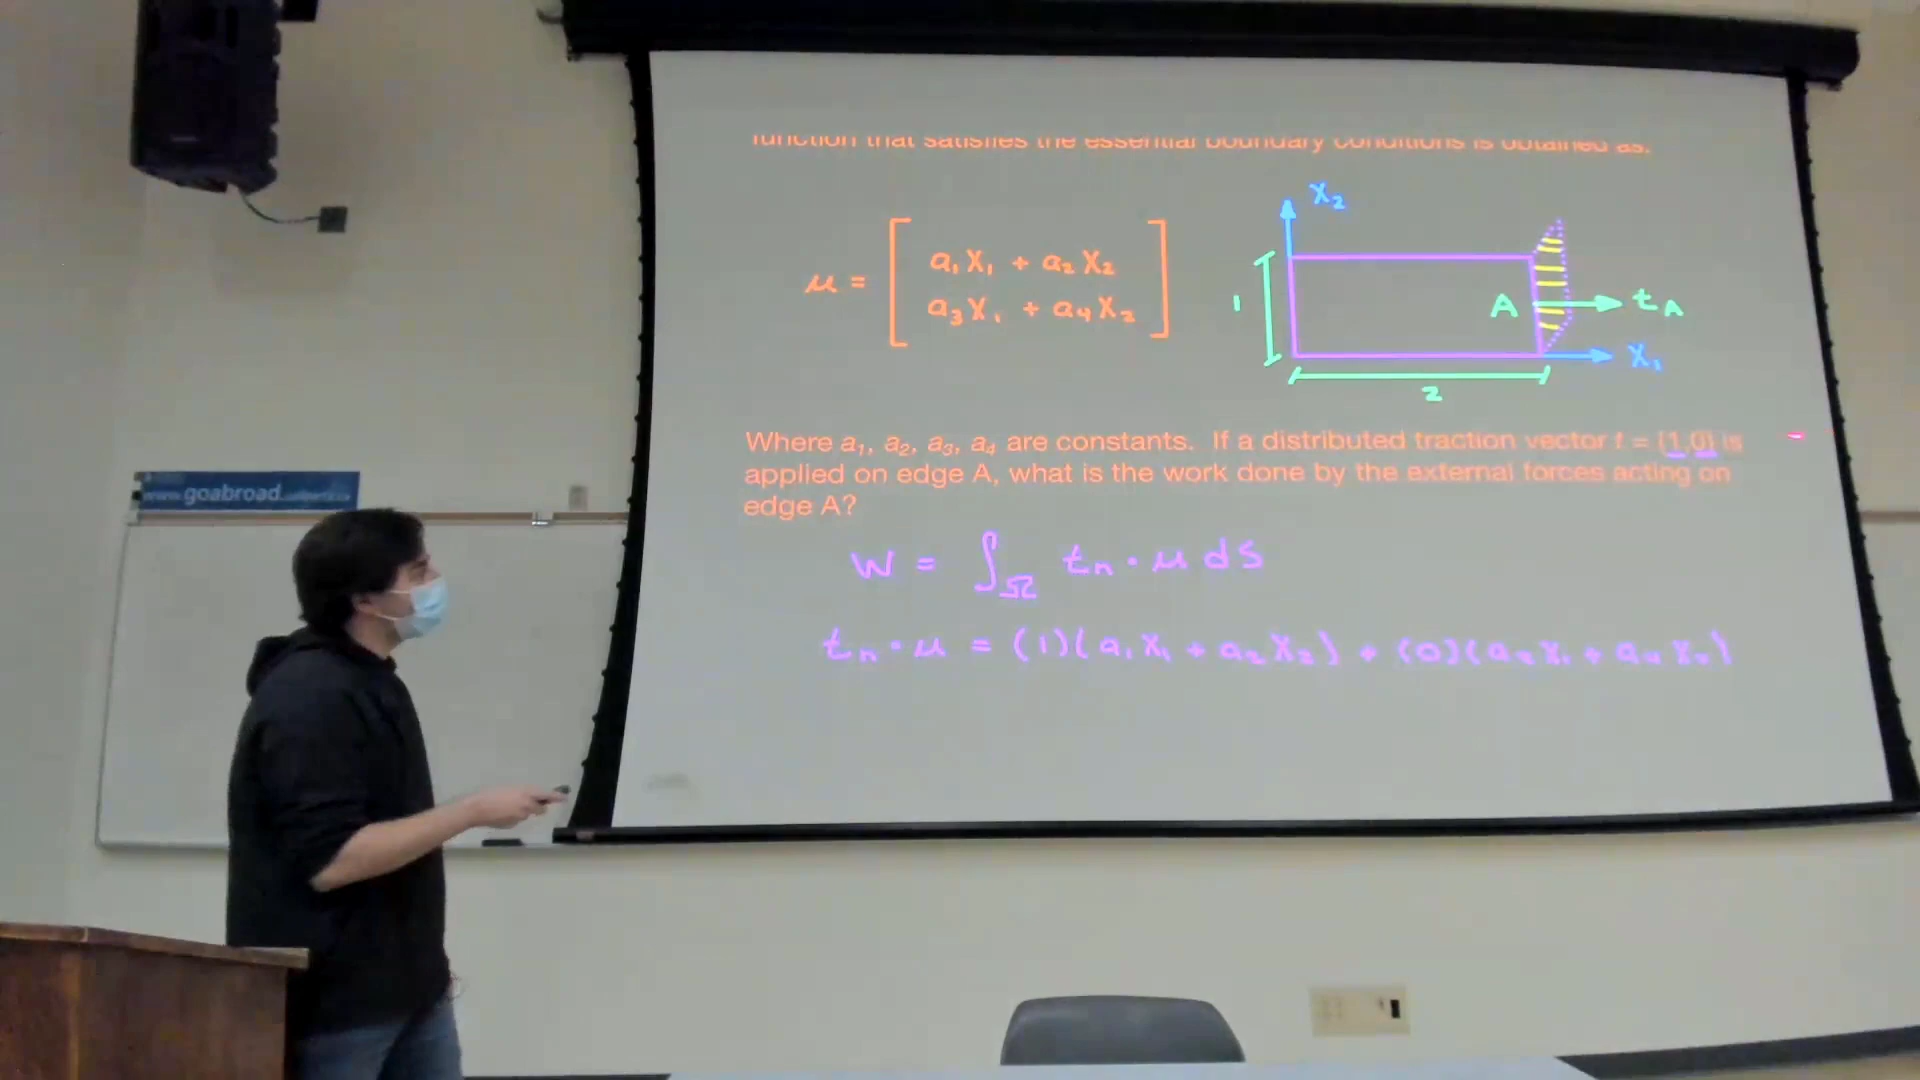 function that satisfies the essential boundary conditions is obtained as:
X₂
u = [ a₁X₁ + a₂X₂
a₃X₁ + a₄X₂ ]
1
A
t_A
X₁
2
Where a₁, a₂, a₃, a₄ are constants. If a distributed traction vector t = {1,0} is
applied on edge A, what is the work done by the external forces acting on
edge A?
W = ∫_Ω t_n · u dS
t_n · u = (1)(a₁X₁ + a₂X₂) + (0)(a₃X₁ + a₄X₂)
goabroad